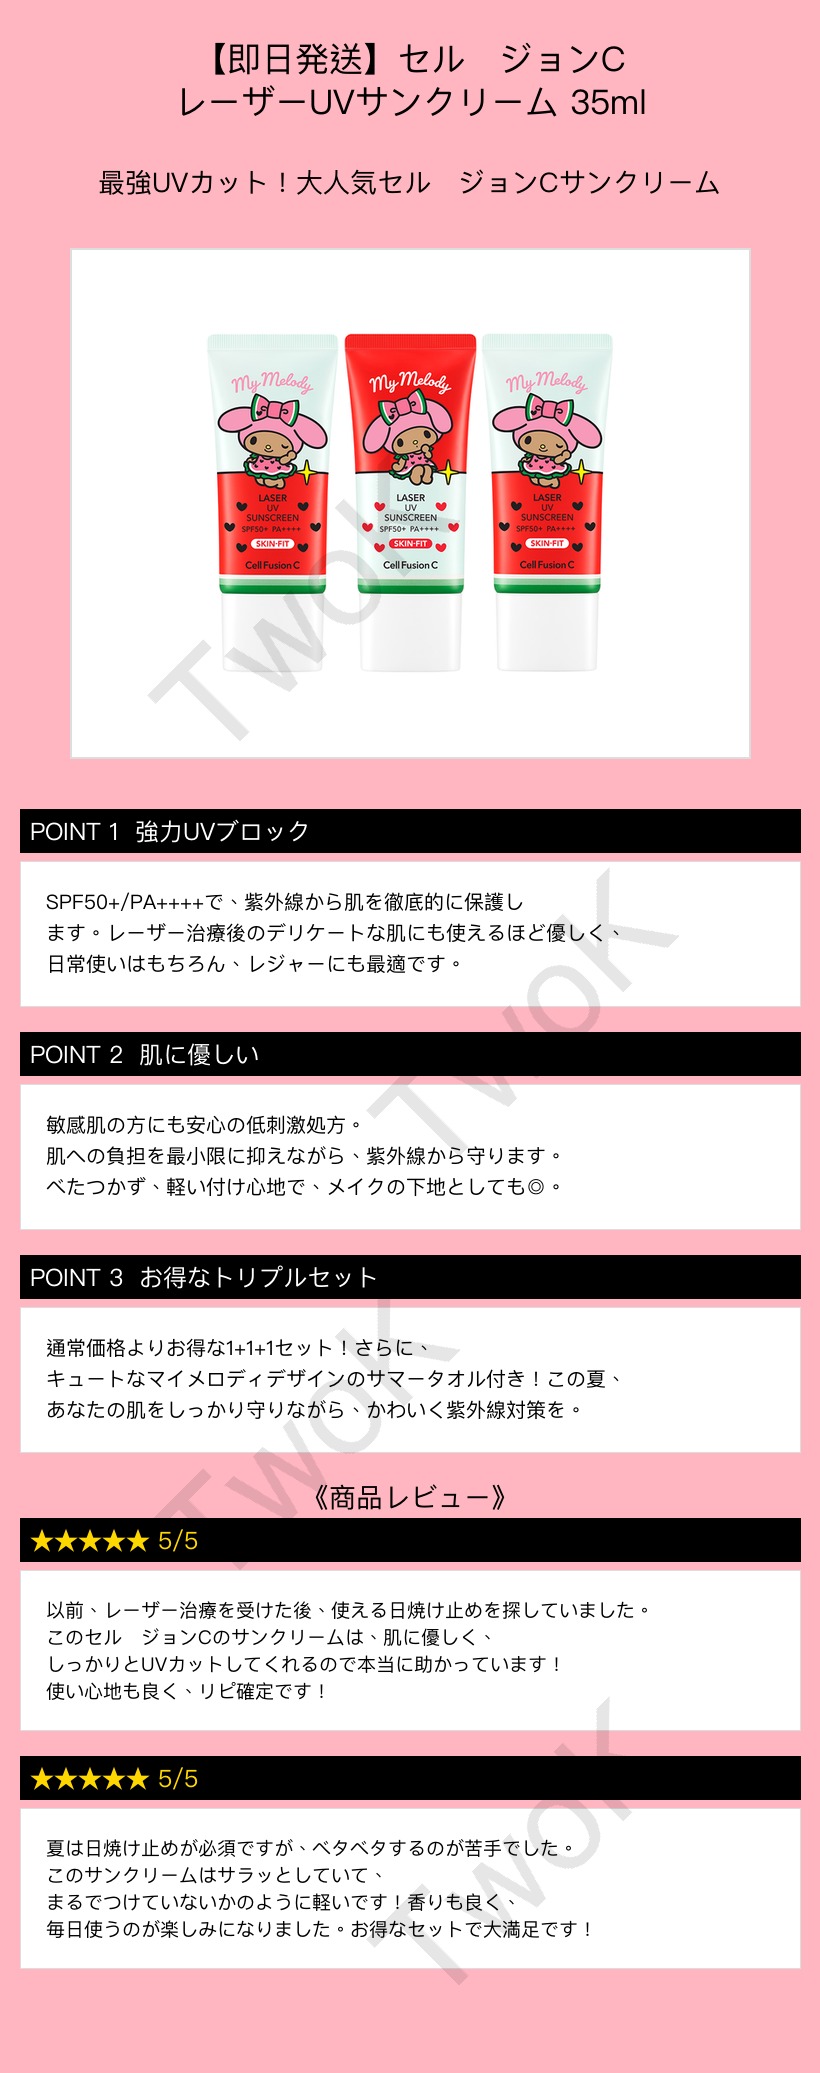 【即日発送】セル　ジョンC
レーザーUVサンクリーム 35ml
最強UVカット！大人気セル　ジョンCサンクリーム
My Melody
My Melody
My Melody
LASER
UV
SUNSCREEN
SPF50+ PA++++
SKIN-FIT
Cell Fusion C
LASER
UV
SUNSCREEN
SPF50+ PA++++
SKIN-FIT
Cell Fusion C
LASER
UV
SUNSCREEN
SPF50+ PA++++
SKIN-FIT
Cell Fusion C
TwoK
POINT 1 強力UVブロック
SPF50+/PA++++で、紫外線から肌を徹底的に保護し
ます。レーザー治療後のデリケートな肌にも使えるほど優しく、
日常使いはもちろん、レジャーにも最適です。
TwoK
POINT 2 肌に優しい
敏感肌の方にも安心の低刺激処方。
肌への負担を最小限に抑えながら、紫外線から守ります。
べたつかず、軽い付け心地で、メイクの下地としても◎。
POINT 3 お得なトリプルセット
通常価格よりお得な1+1+1セット！さらに、
キュートなマイメロディデザインのサマータオル付き！この夏、
あなたの肌をしっかり守りながら、かわいく紫外線対策を。
TwoK
《商品レビュー》
★★★★★ 5/5
以前、レーザー治療を受けた後、使える日焼け止めを探していました。
このセル　ジョンCのサンクリームは、肌に優しく、
しっかりとUVカットしてくれるので本当に助かっています！
使い心地も良く、リピ確定です！
★★★★★ 5/5
夏は日焼け止めが必須ですが、ベタベタするのが苦手でした。
このサンクリームはサラッとしていて、
まるでつけていないかのように軽いです！香りも良く、
毎日使うのが楽しみになりました。お得なセットで大満足です！
TwoK